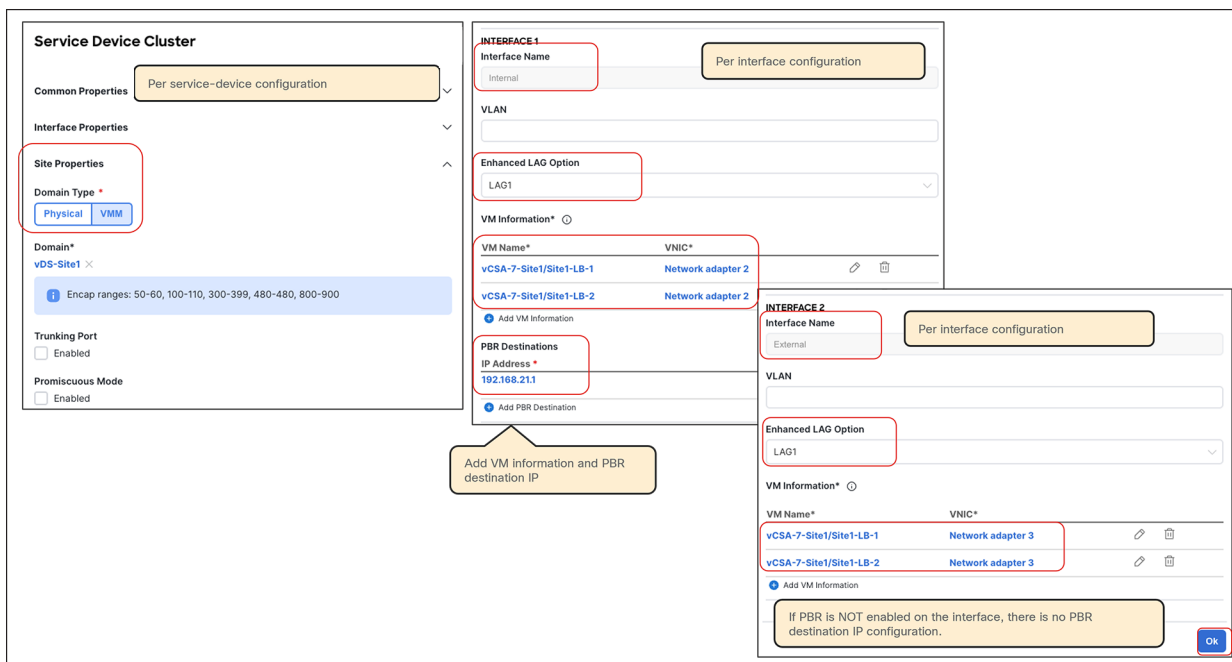 Service Device Cluster
Per service-device configuration
Common Properties
Interface Properties
Site Properties
Domain Type *
Physical VMM
Domain*
vDS-Site1
Encap ranges: 50-60, 100-110, 300-399, 480-480, 800-900
Trunking Port
Enabled
Promiscuous Mode
Enabled
INTERFACE 1
Interface Name
Per interface configuration
Internal
VLAN
Enhanced LAG Option
LAG1
VM Information*
VM Name* VNIC*
vCSA-7-Site1/Site1-LB-1 Network adapter 2
vCSA-7-Site1/Site1-LB-2 Network adapter 2
Add VM Information
PBR Destinations
IP Address *
192.168.21.1
Add PBR Destination
Add VM information and PBR
destination IP
INTERFACE 2
Interface Name
Per interface configuration
External
VLAN
Enhanced LAG Option
LAG1
VM Information*
VM Name* VNIC*
vCSA-7-Site1/Site1-LB-1 Network adapter 3
vCSA-7-Site1/Site1-LB-2 Network adapter 3
Add VM Information
If PBR is NOT enabled on the interface, there is no PBR
destination IP configuration.
Ok